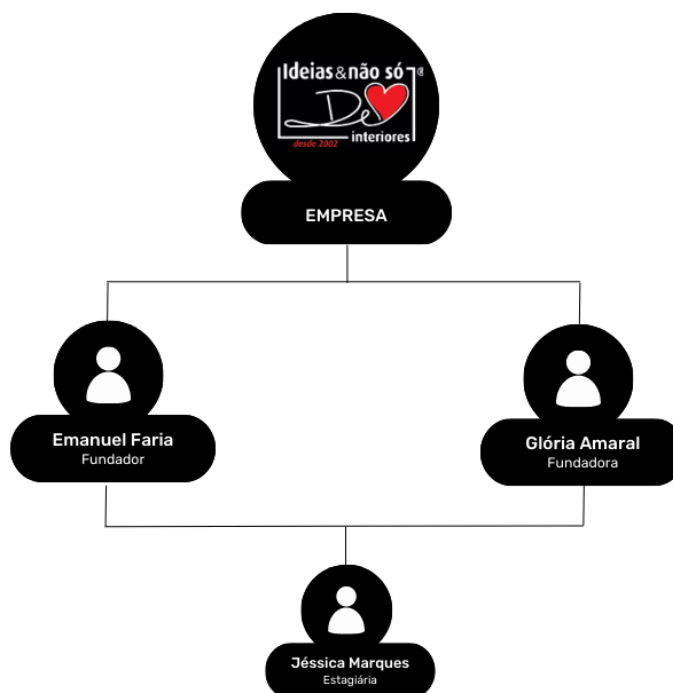 Ideias & não só ®
De
interiores
desde 2002
EMPRESA
Emanuel Faria
Fundador
Glória Amaral
Fundadora
Jéssica Marques
Estagiária